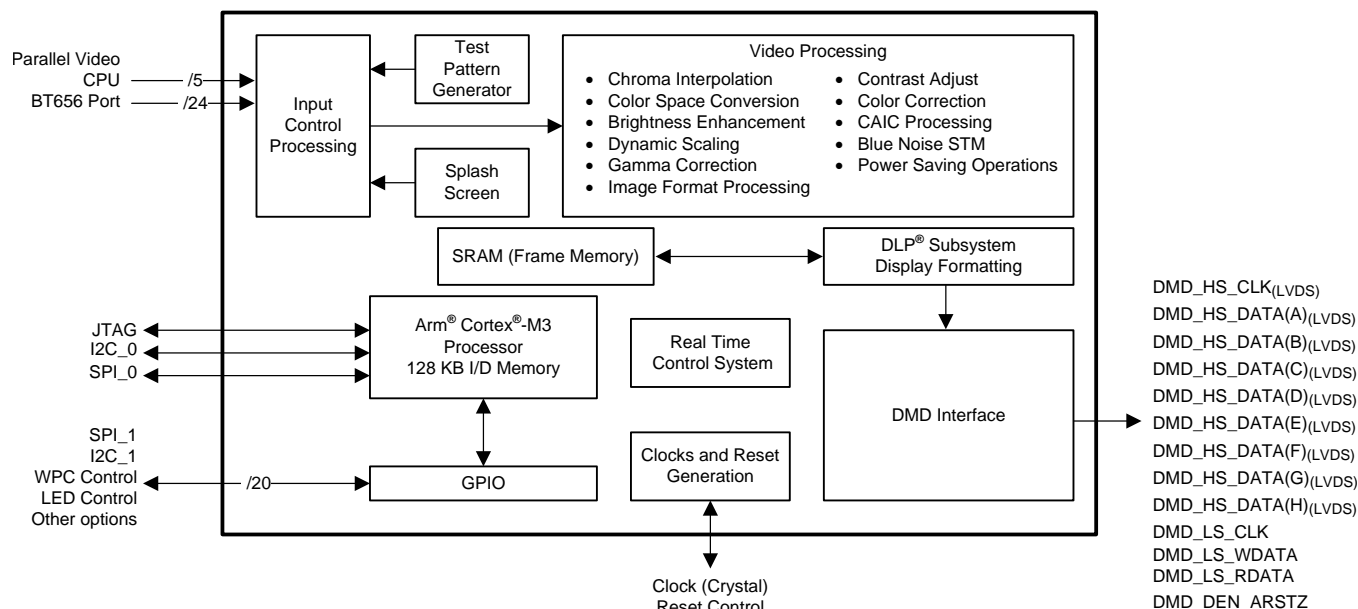 Parallel Video
CPU
BT656 Port
/5
/24
Input
Control
Processing
Test
Pattern
Generator
Splash
Screen
Video Processing
• Chroma Interpolation
• Color Space Conversion
• Brightness Enhancement
• Dynamic Scaling
• Gamma Correction
• Image Format Processing
• Contrast Adjust
• Color Correction
• CAIC Processing
• Blue Noise STM
• Power Saving Operations
SRAM (Frame Memory)
DLP® Subsystem
Display Formatting
JTAG
I2C_0
SPI_0
Arm® Cortex®-M3
Processor
128 KB I/D Memory
Real Time
Control System
DMD Interface
SPI_1
I2C_1
WPC Control
LED Control
Other options
/20
GPIO
Clocks and Reset
Generation
Clock (Crystal)
Reset Control
DMD_HS_CLK(LVDS)
DMD_HS_DATA(A)(LVDS)
DMD_HS_DATA(B)(LVDS)
DMD_HS_DATA(C)(LVDS)
DMD_HS_DATA(D)(LVDS)
DMD_HS_DATA(E)(LVDS)
DMD_HS_DATA(F)(LVDS)
DMD_HS_DATA(G)(LVDS)
DMD_HS_DATA(H)(LVDS)
DMD_LS_CLK
DMD_LS_WDATA
DMD_LS_RDATA
DMD_DEN_ARSTZ